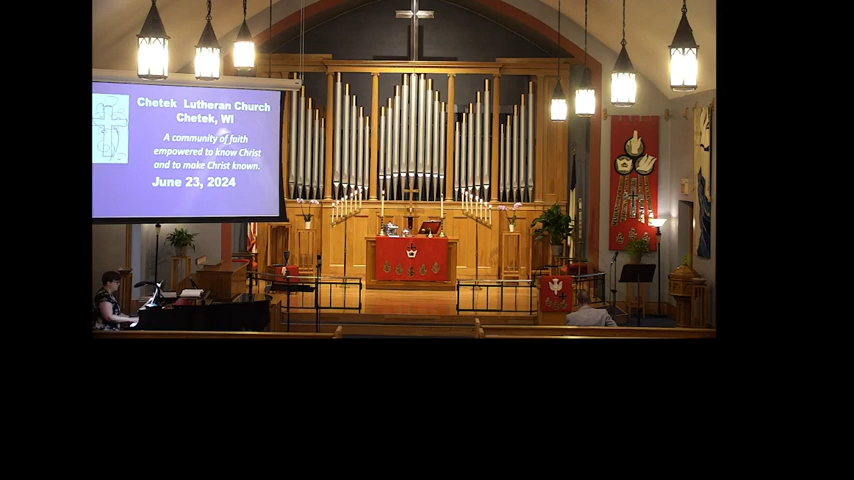 Chetek Lutheran Church
Chetek, WI
A community of faith
empowered to know Christ
and to make Christ known.
June 23, 2024